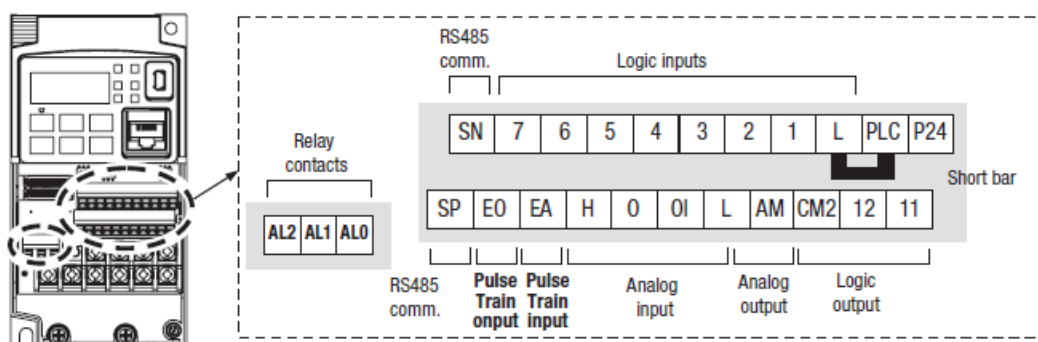 RS485
comm.
Logic inputs
SN 7 6 5 4 3 2 1 L PLC P24
Relay
contacts
Short bar
SP EO EA H O OI L AM CM2 12 11
AL2 AL1 AL0
RS485
comm.
Pulse
Train
onput
Pulse
Train
input
Analog
input
Analog
output
Logic
output